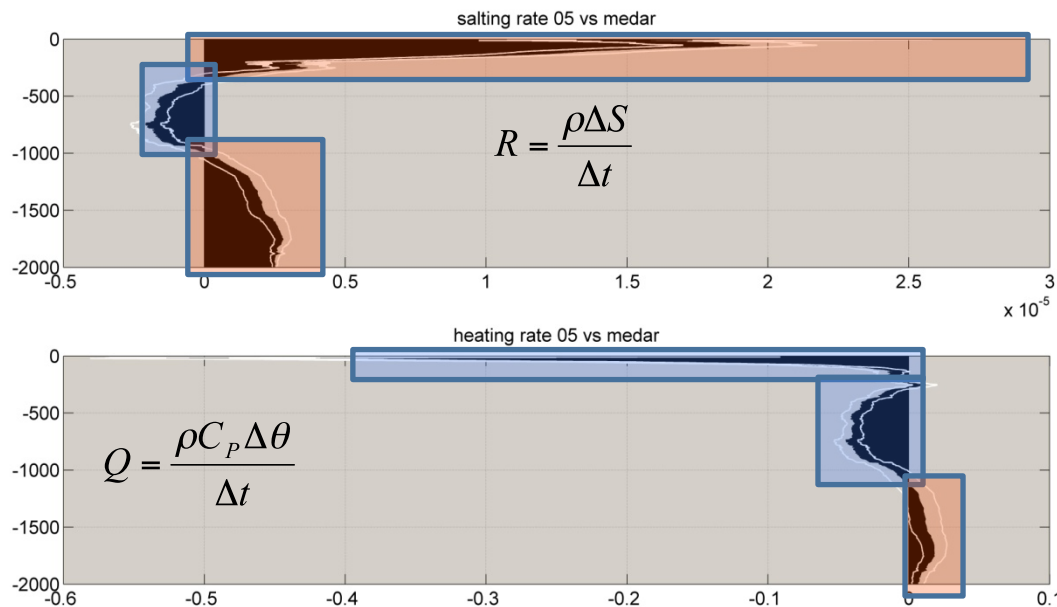 salting rate 05 vs medar
0
-500
-1000
-1500
-2000
-0.5 0 0.5 1 1.5 2 2.5 3
x 10^-5
R = ρΔS / Δt
heating rate 05 vs medar
0
-500
-1000
-1500
-2000
-0.6 -0.5 -0.4 -0.3 -0.2 -0.1 0 0.1
Q = ρC_P Δθ / Δt